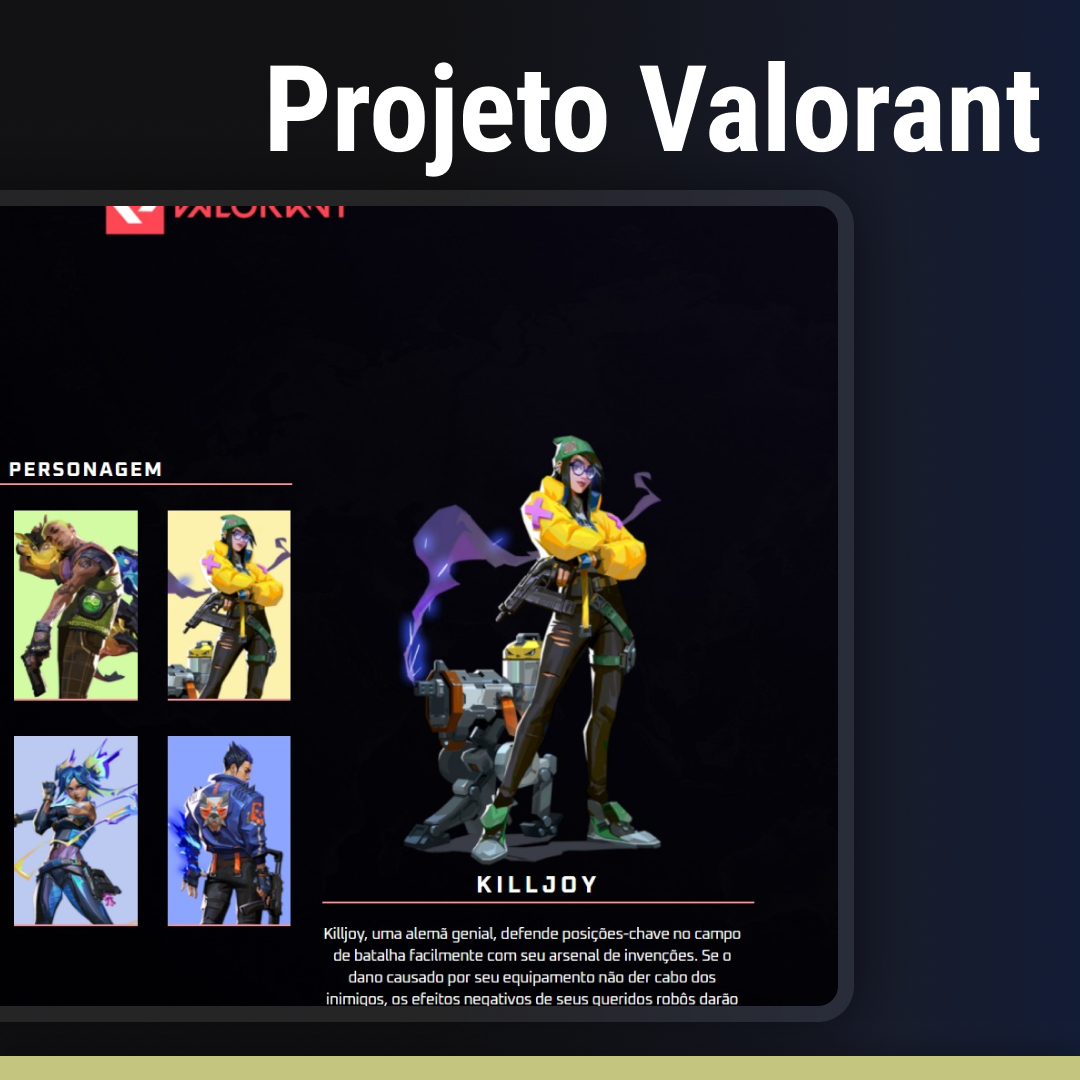 Projeto Valorant
VALORANT
PERSONAGEM
KILLJOY
Killjoy, uma alemã genial, defende posições-chave no campo
de batalha facilmente com seu arsenal de invenções. Se o
dano causado por seu equipamento não der cabo dos
inimigos, os efeitos negativos de seus queridos robôs darão